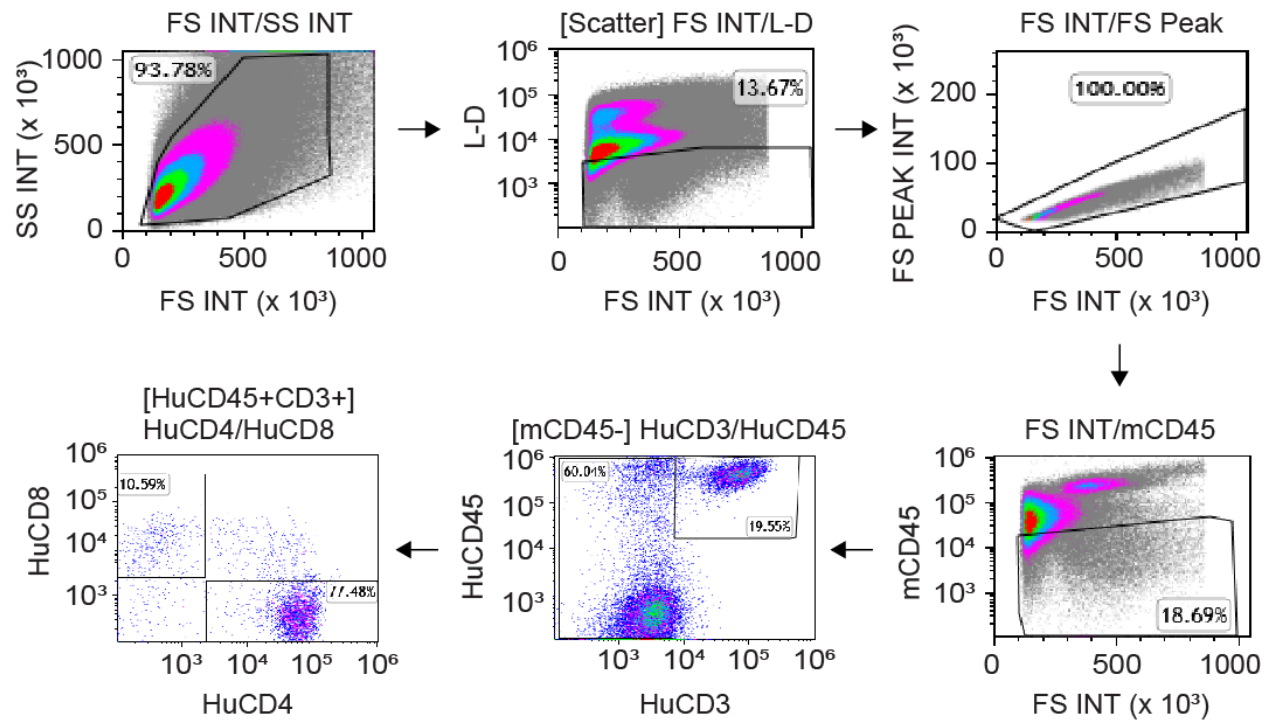 FS INT/SS INT
93.78%
1000
500
0
SS INT (x 10³)
0 500 1000
FS INT (x 10³)
[Scatter] FS INT/L-D
13.67%
10⁶
10⁵
10⁴
10³
L-D
0 500 1000
FS INT (x 10³)
FS INT/FS Peak
100.00%
200
100
0
FS PEAK INT (x 10³)
0 500 1000
FS INT (x 10³)
[HuCD45+CD3+]
HuCD4/HuCD8
10.59%
77.48%
10⁶
10⁵
10⁴
10³
HuCD8
10³ 10⁴ 10⁵ 10⁶
HuCD4
[mCD45-] HuCD3/HuCD45
60.04%
19.55%
10⁶
10⁵
10⁴
10³
HuCD45
10³ 10⁴ 10⁵ 10⁶
HuCD3
FS INT/mCD45
18.69%
10⁶
10⁵
10⁴
10³
mCD45
0 500 1000
FS INT (x 10³)